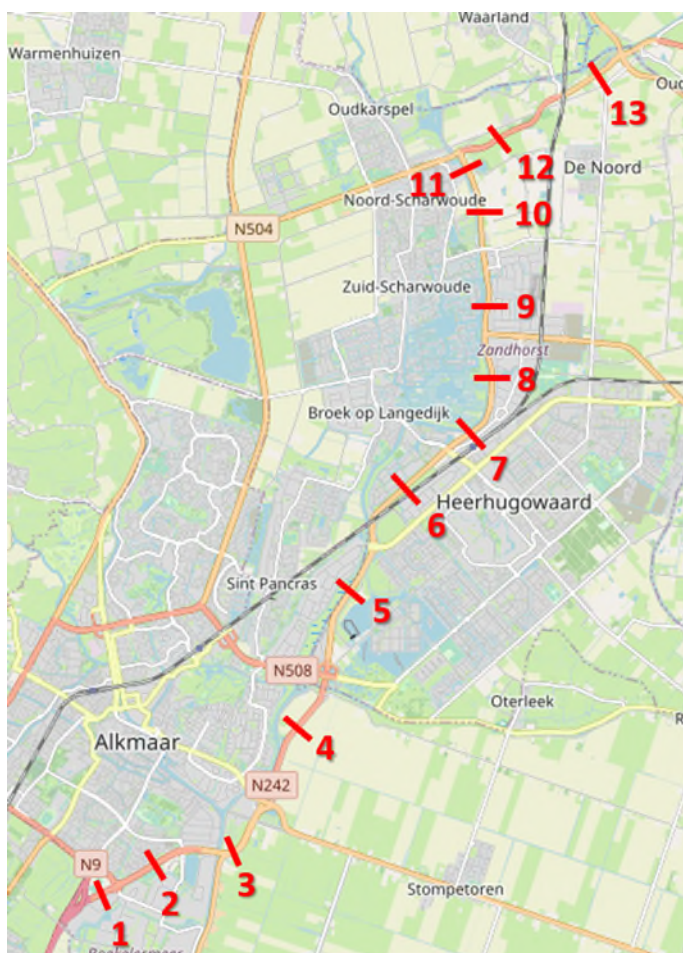 Waarland
Warmenhuizen
Oudkarspel
13
12
De Noord
11
Noord-Scharwoude
10
N504
Zuid-Scharwoude
9
Zandhorst
8
Broek op Langedijk
7
6
Heerhugowaard
Sint Pancras
5
N508
Oterleek
4
Alkmaar
N242
3
N9
2
Stompetoren
1